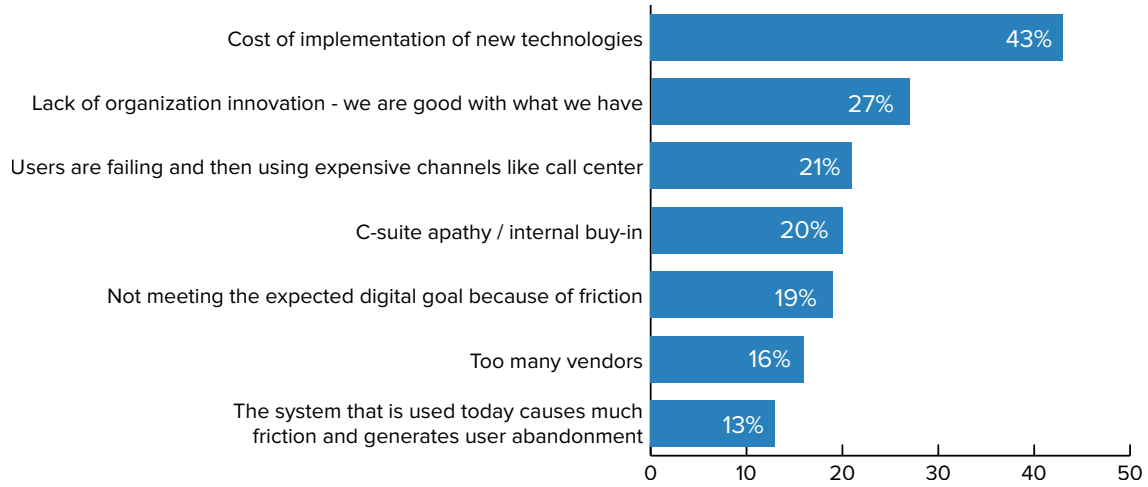 Cost of implementation of new technologies 43%
Lack of organization innovation - we are good with what we have 27%
Users are failing and then using expensive channels like call center 21%
C-suite apathy / internal buy-in 20%
Not meeting the expected digital goal because of friction 19%
Too many vendors 16%
The system that is used today causes much
friction and generates user abandonment 13%
0 10 20 30 40 50